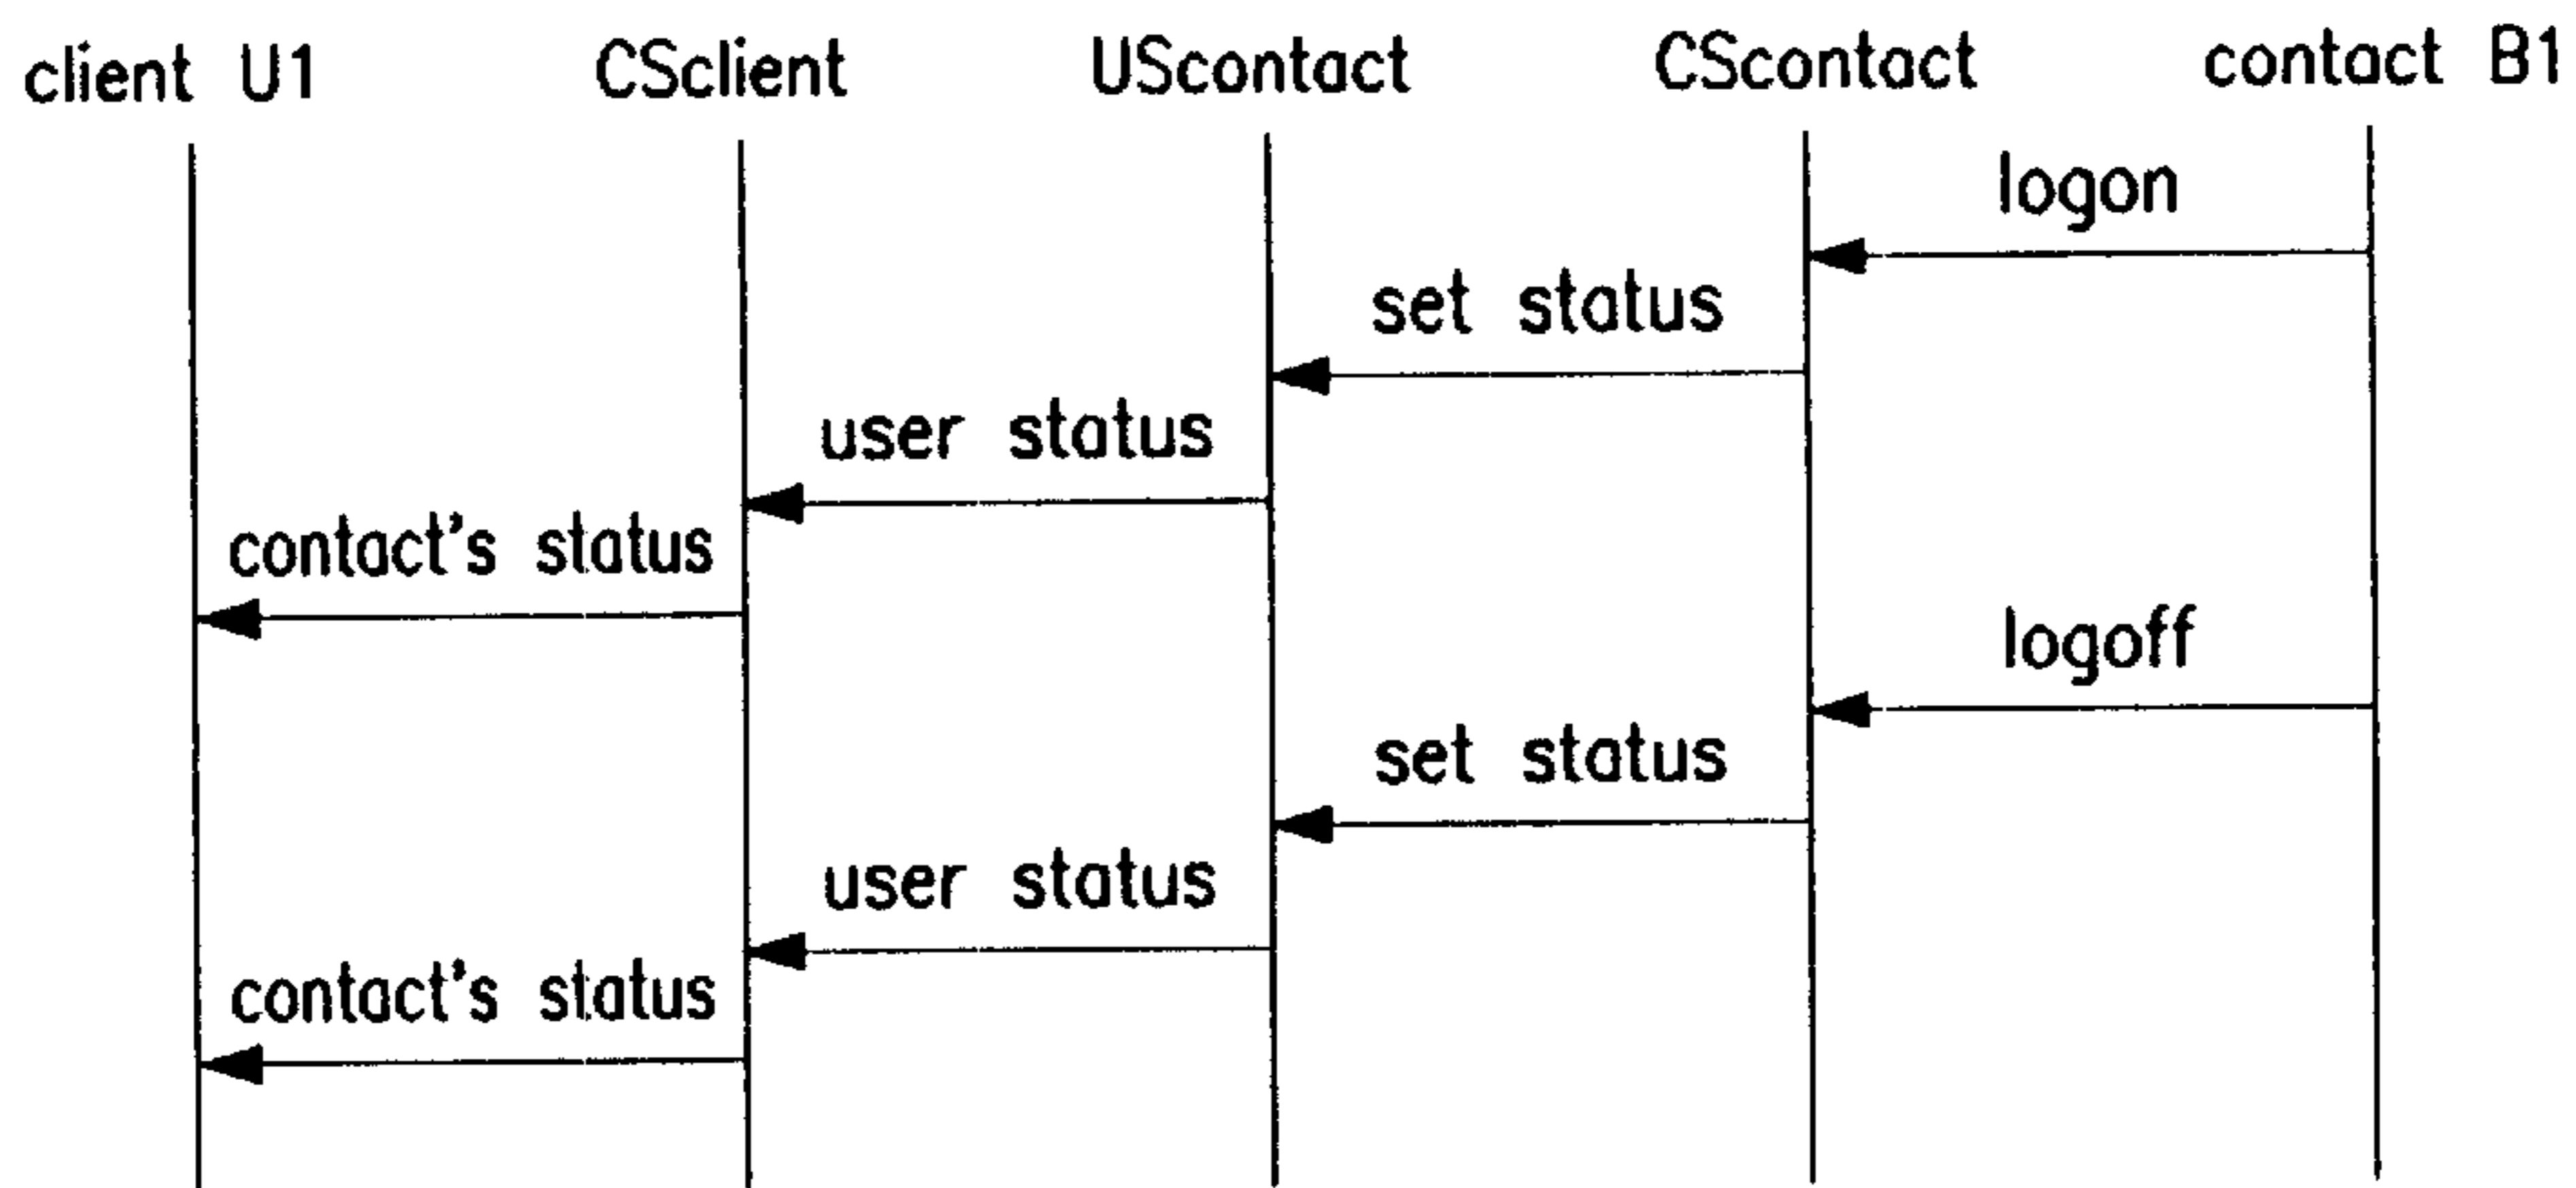 client U1 CSclient UScontact CScontact contact B1
logon
set status
user status
contact's status
logoff
set status
user status
contact's status